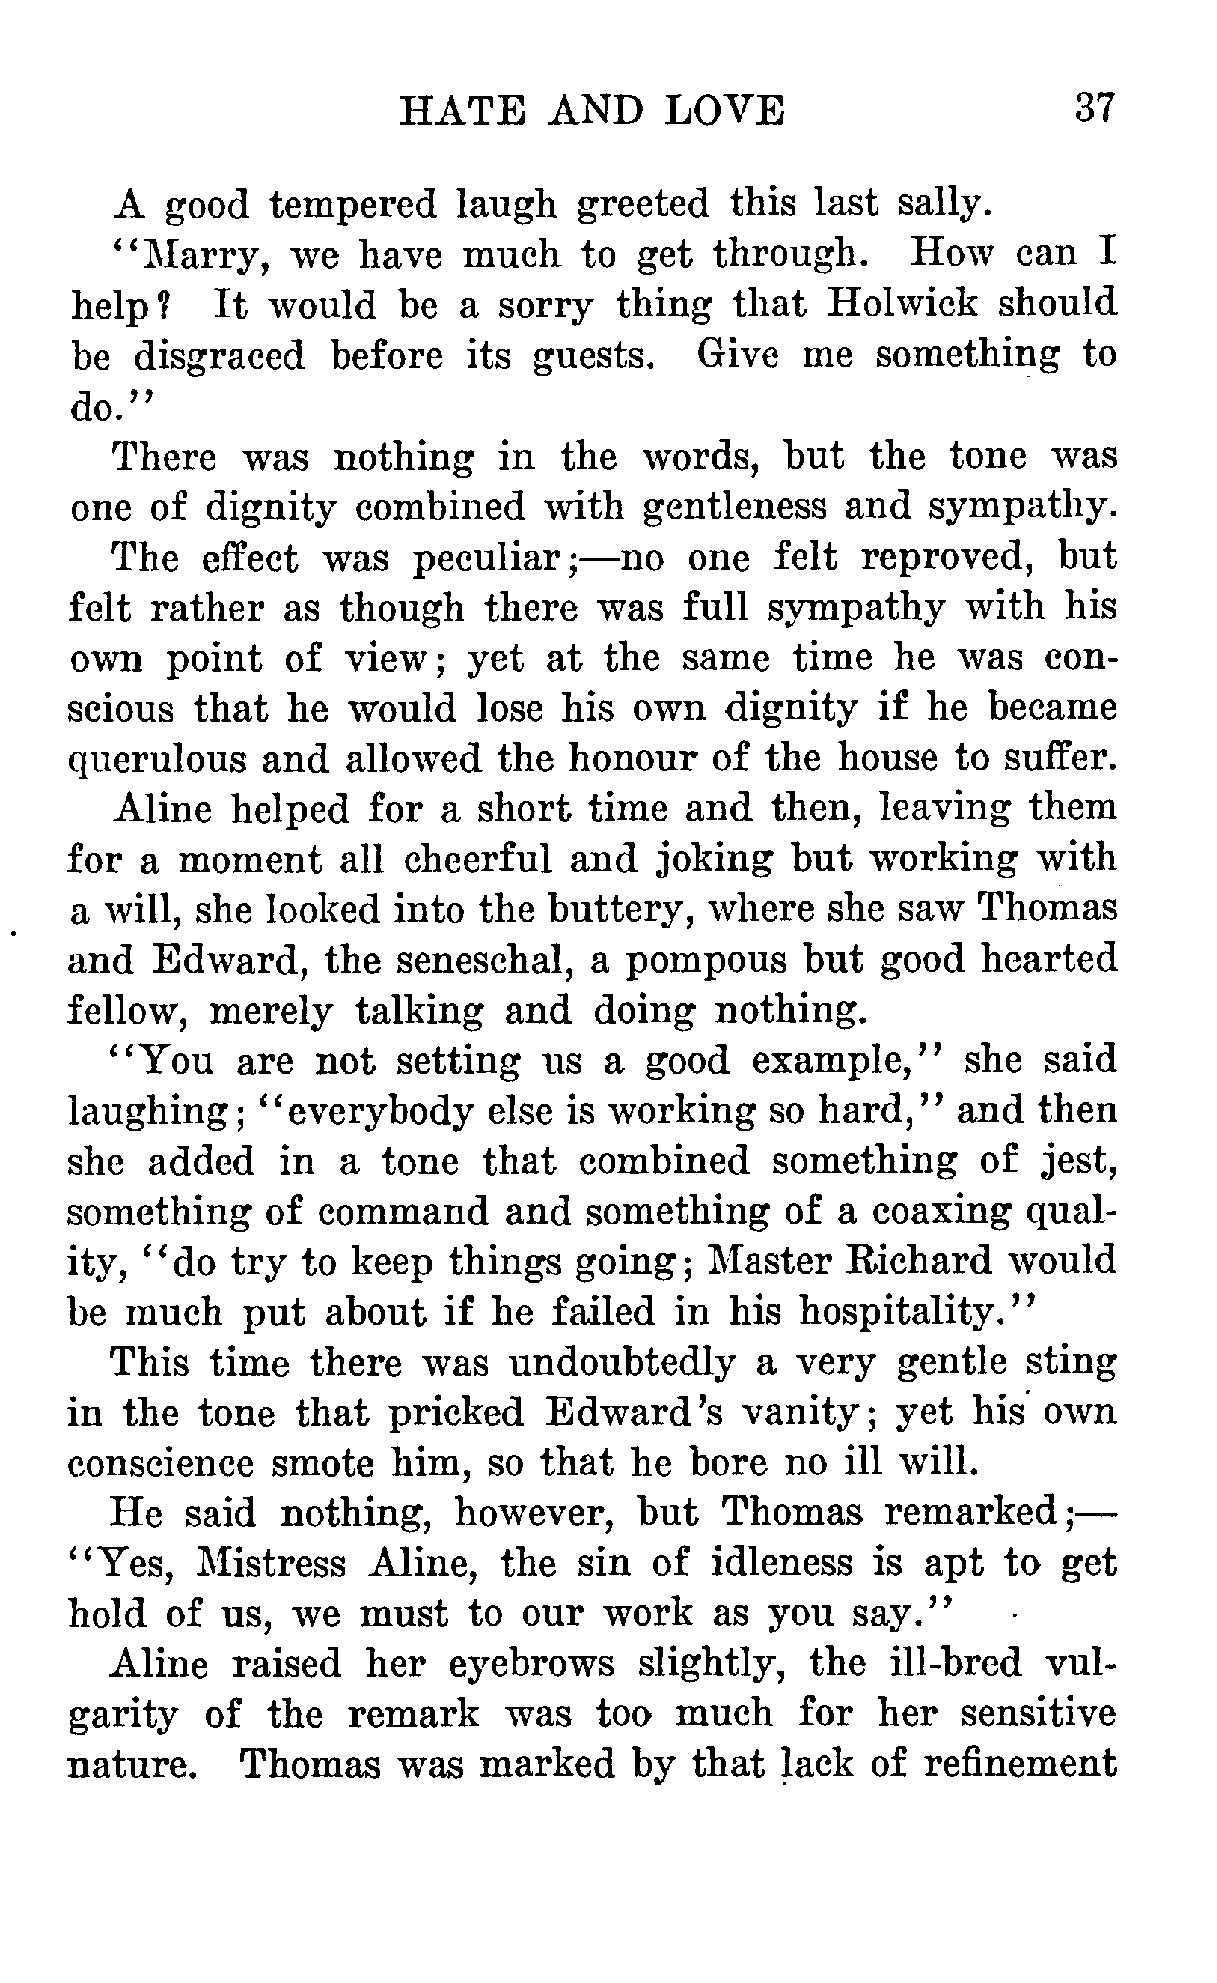 HATE AND LOVE 37
A good tempered laugh greeted this last sally.
“Marry, we have much to get through. How can I
help? It would be a sorry thing that Holwick should
be disgraced before its guests. Give me something to
do.”
There was nothing in the words, but the tone was
one of dignity combined with gentleness and sympathy.
The effect was peculiar;—no one felt reproved, but
felt rather as though there was full sympathy with his
own point of view; yet at the same time he was con-
scious that he would lose his own dignity if he became
querulous and allowed the honour of the house to suffer.
Aline helped for a short time and then, leaving them
for a moment all cheerful and joking but working with
a will, she looked into the buttery, where she saw Thomas
and Edward, the seneschal, a pompous but good hearted
fellow, merely talking and doing nothing.
“You are not setting us a good example,” she said
laughing; “everybody else is working so hard,” and then
she added in a tone that combined something of jest,
something of command and something of a coaxing qual-
ity, “do try to keep things going; Master Richard would
be much put about if he failed in his hospitality.”
This time there was undoubtedly a very gentle sting
in the tone that pricked Edward's vanity; yet his own
conscience smote him, so that he bore no ill will.
He said nothing, however, but Thomas remarked;—
“Yes, Mistress Aline, the sin of idleness is apt to get
hold of us, we must to our work as you say.”
Aline raised her eyebrows slightly, the ill-bred vul-
garity of the remark was too much for her sensitive
nature. Thomas was marked by that lack of refinement